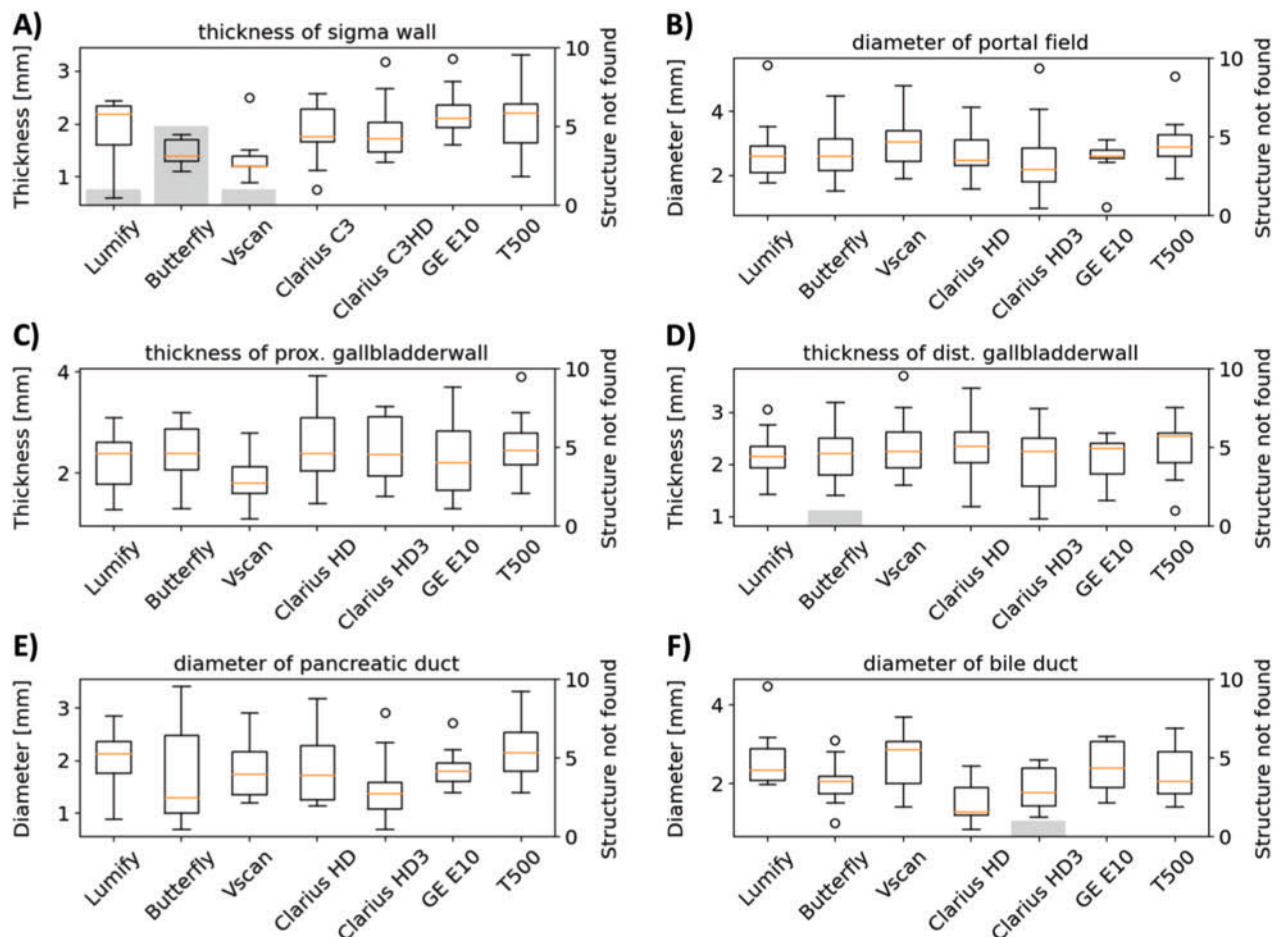 A)
thickness of sigma wall
Thickness [mm]
3
2
1
10
5
0
Structure not found
Lumify
Butterfly
Vscan
Clarius C3
Clarius C3HD
GE E10
T500
B)
diameter of portal field
Diameter [mm]
4
2
10
5
0
Structure not found
Lumify
Butterfly
Vscan
Clarius HD
Clarius HD3
GE E10
T500
C)
thickness of prox. gallbladderwall
Thickness [mm]
4
2
10
5
0
Structure not found
Lumify
Butterfly
Vscan
Clarius HD
Clarius HD3
GE E10
T500
D)
thickness of dist. gallbladderwall
Thickness [mm]
3
2
1
10
5
0
Structure not found
Lumify
Butterfly
Vscan
Clarius HD
Clarius HD3
GE E10
T500
E)
diameter of pancreatic duct
Diameter [mm]
3
2
1
10
5
0
Structure not found
Lumify
Butterfly
Vscan
Clarius HD
Clarius HD3
GE E10
T500
F)
diameter of bile duct
Diameter [mm]
4
2
10
5
0
Structure not found
Lumify
Butterfly
Vscan
Clarius HD
Clarius HD3
GE E10
T500